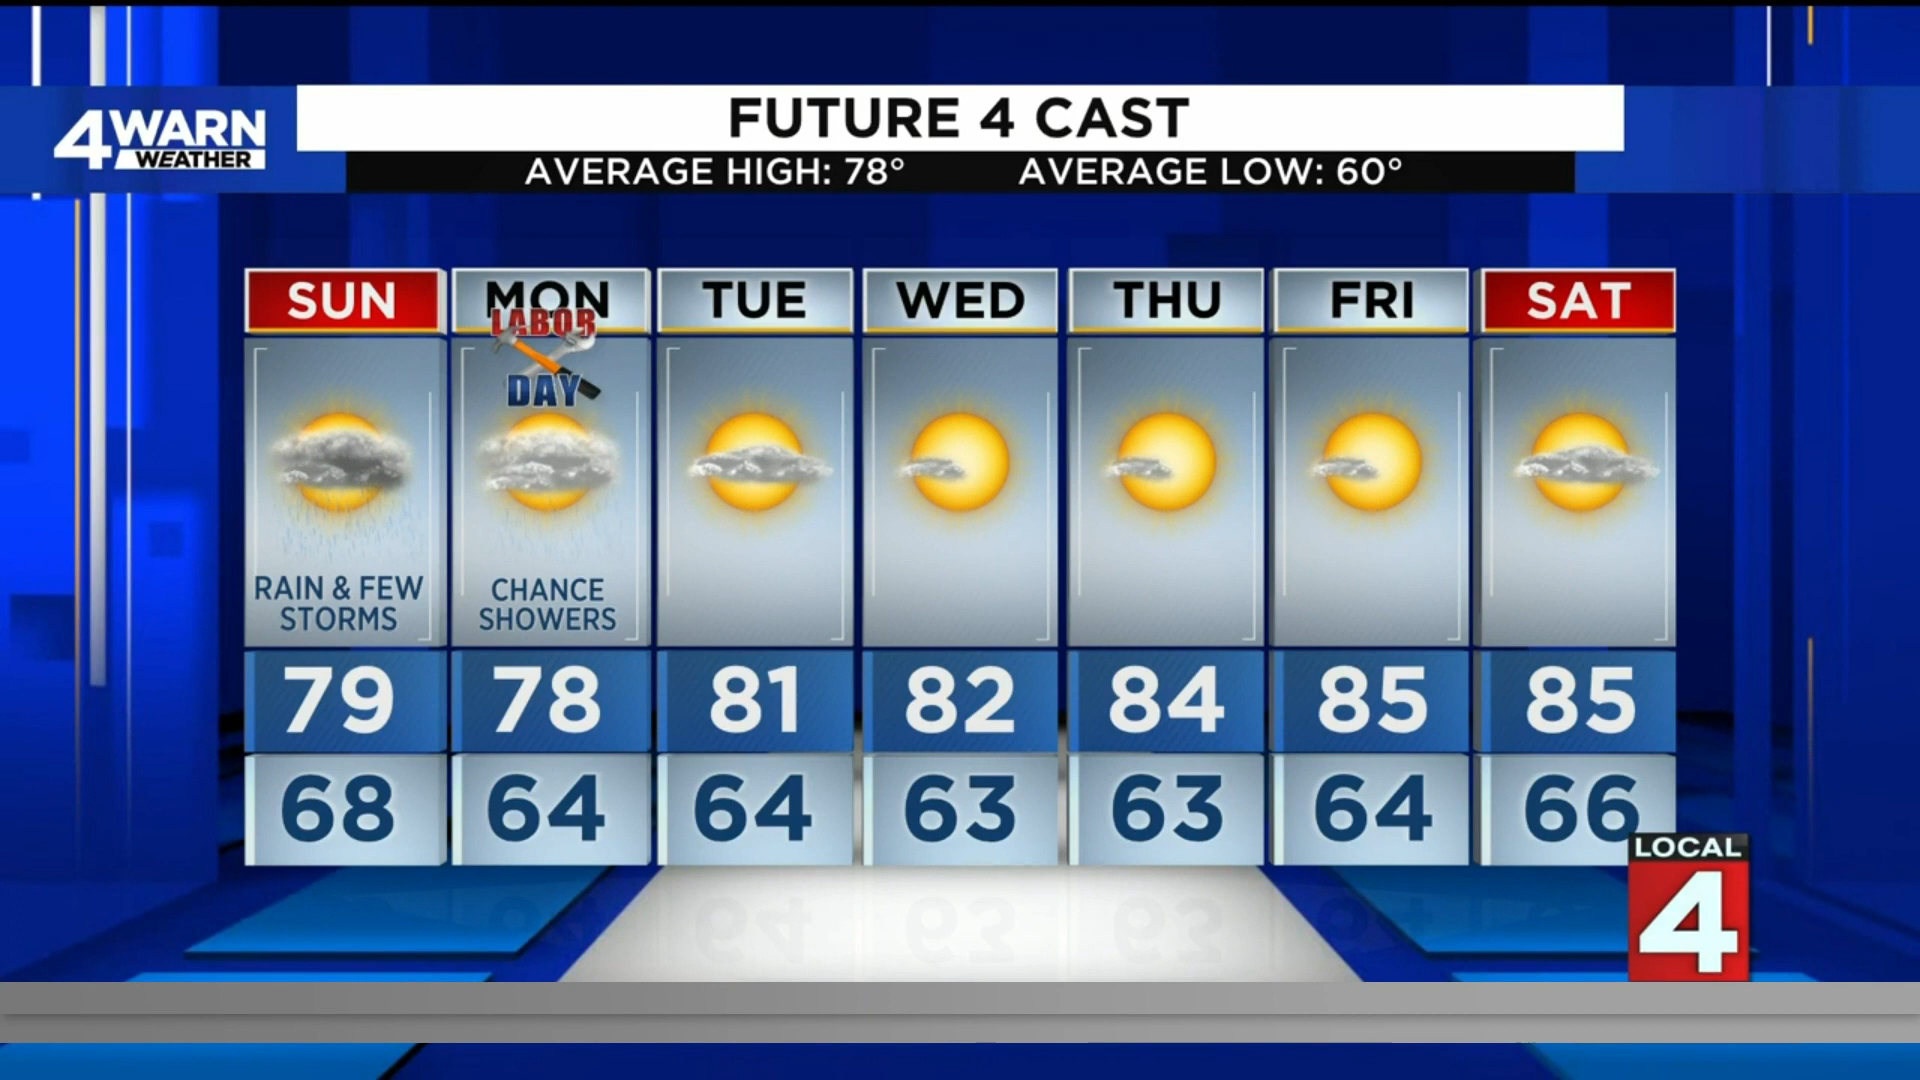 4 WARN
WEATHER
FUTURE 4 CAST
AVERAGE HIGH: 78° AVERAGE LOW: 60°
SUN MON TUE WED THU FRI SAT
LABOR
DAY
RAIN & FEW
STORMS
CHANCE
SHOWERS
79 78 81 82 84 85 85
68 64 64 63 63 64 66
LOCAL
4